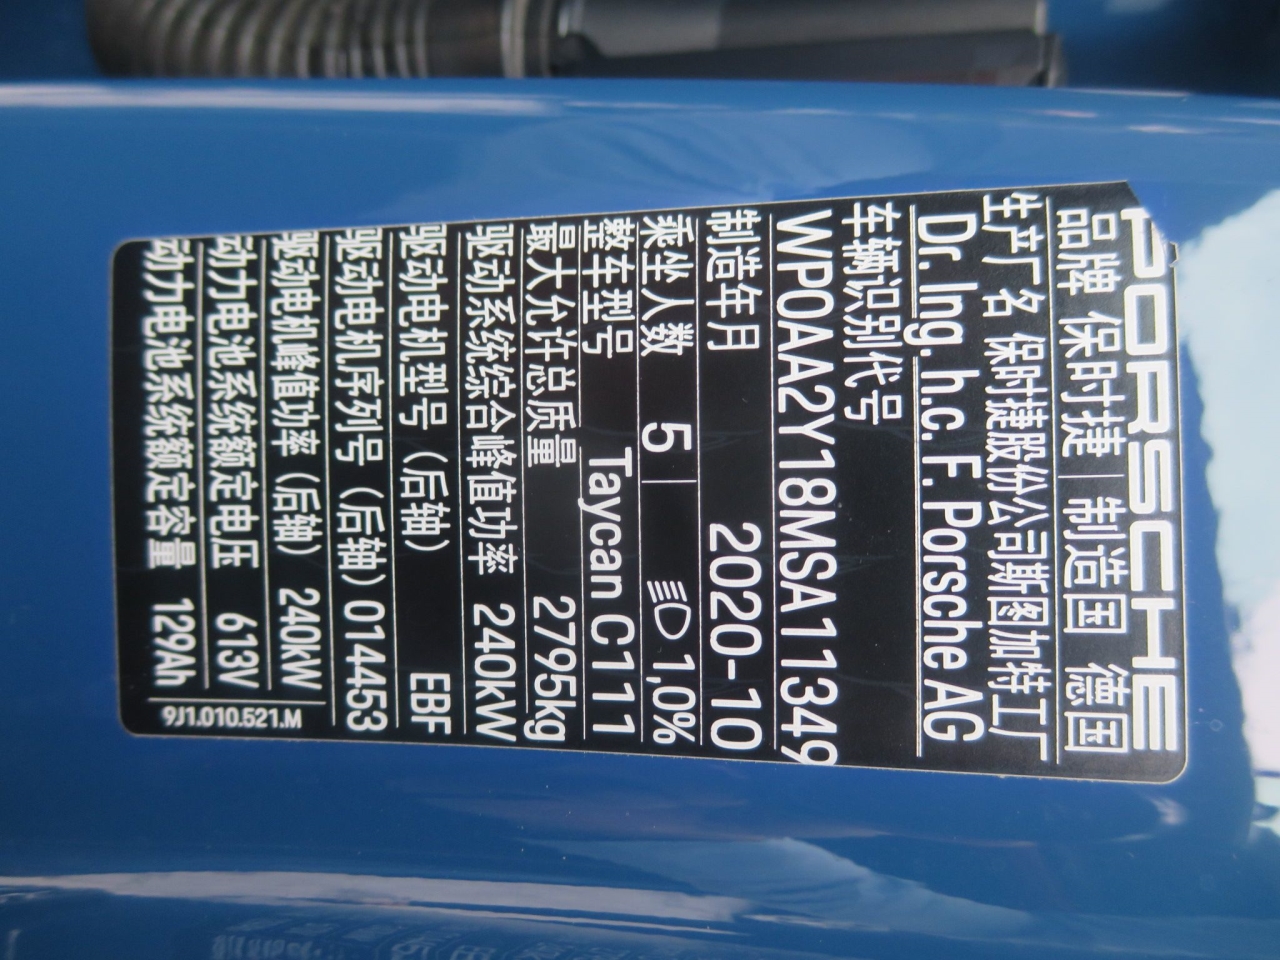 PORSCHE
品牌 保时捷 制造国 德国
生产厂名 保时捷股份公司斯图加特工厂
Dr. Ing. h.c. F. Porsche AG
车辆识别代号
WP0AA2Y18MSA11349
制造年月 2020-10
乘坐人数 5 1,0%
整车型号 Taycan C111
最大允许总质量 2795kg
驱动系统综合峰值功率 240kW
驱动电机型号（后轴） EBF
驱动电机序列号（后轴）014453
驱动电机峰值功率（后轴） 240kW
动力电池系统额定电压 613V
动力电池系统额定容量 129Ah
9J1.010.521.M